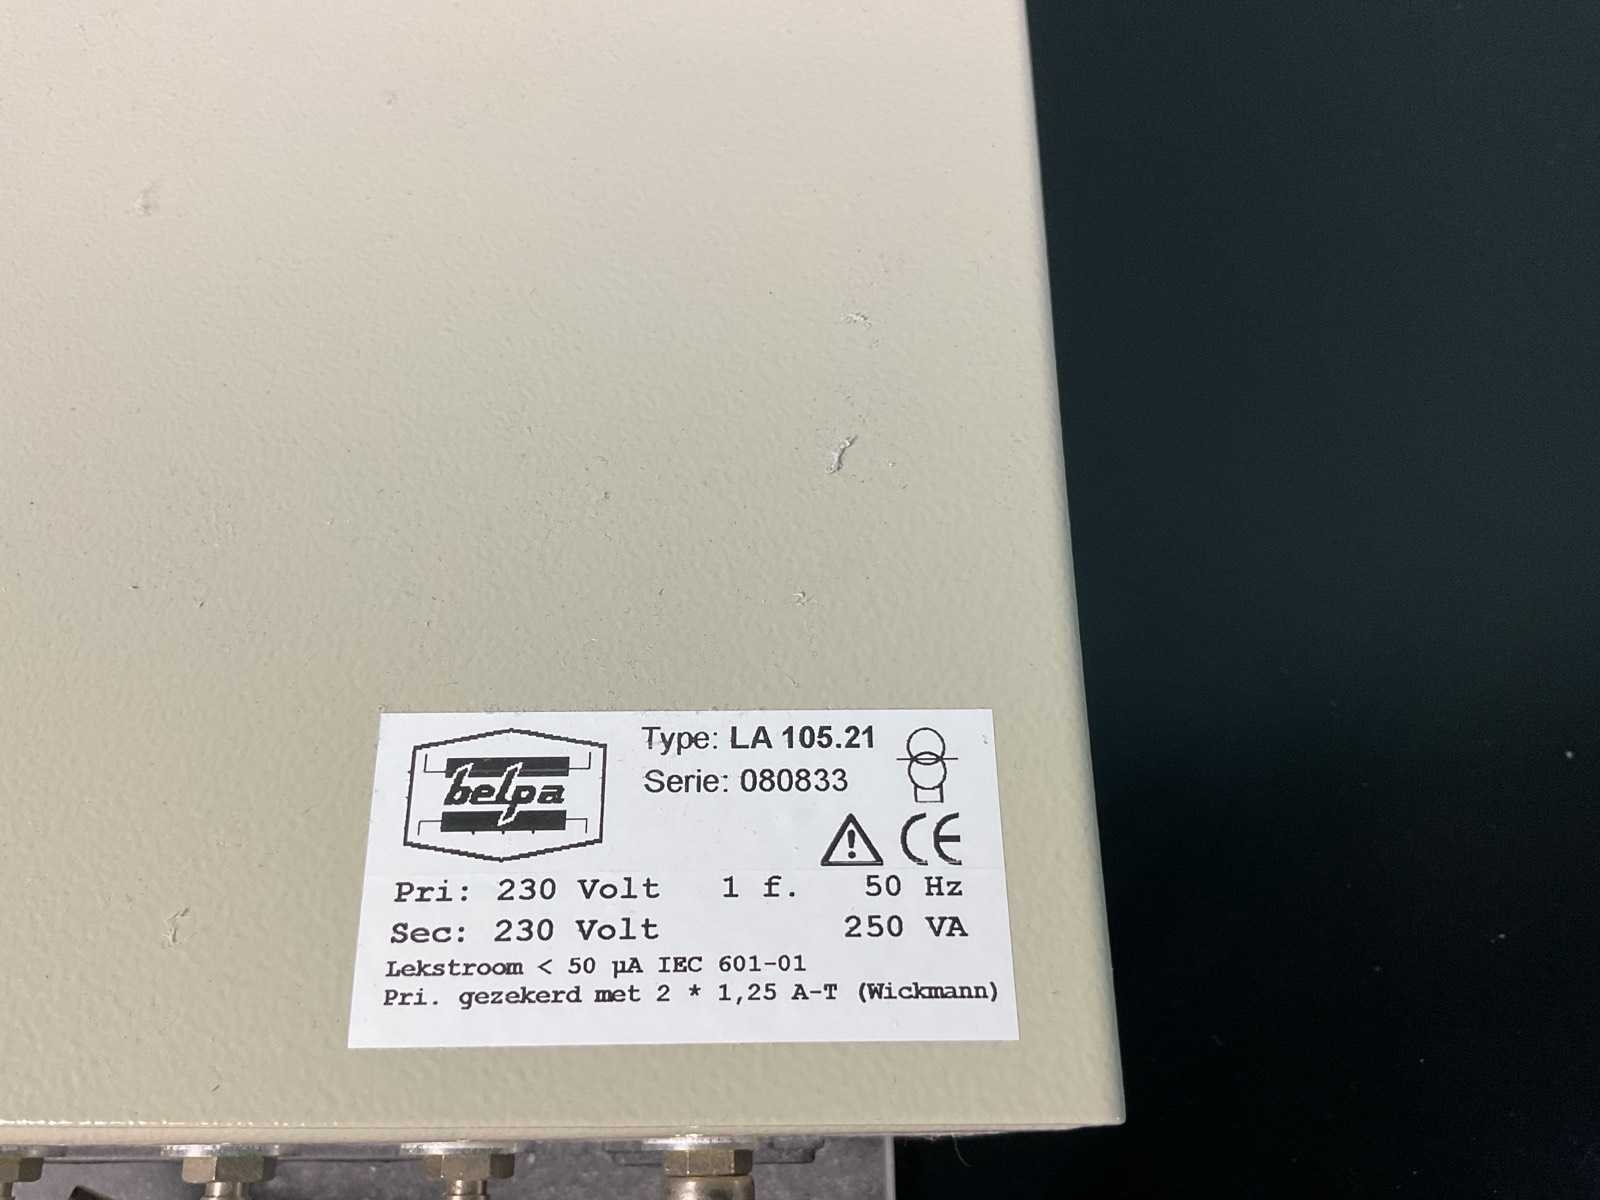 belpa
Type: LA 105.21
Serie: 080833
CE
Pri: 230 Volt 1 f. 50 Hz
Sec: 230 Volt 250 VA
Lekstroom < 50 µA IEC 601-01
Pri. gezekerd met 2 * 1,25 A-T (Wickmann)